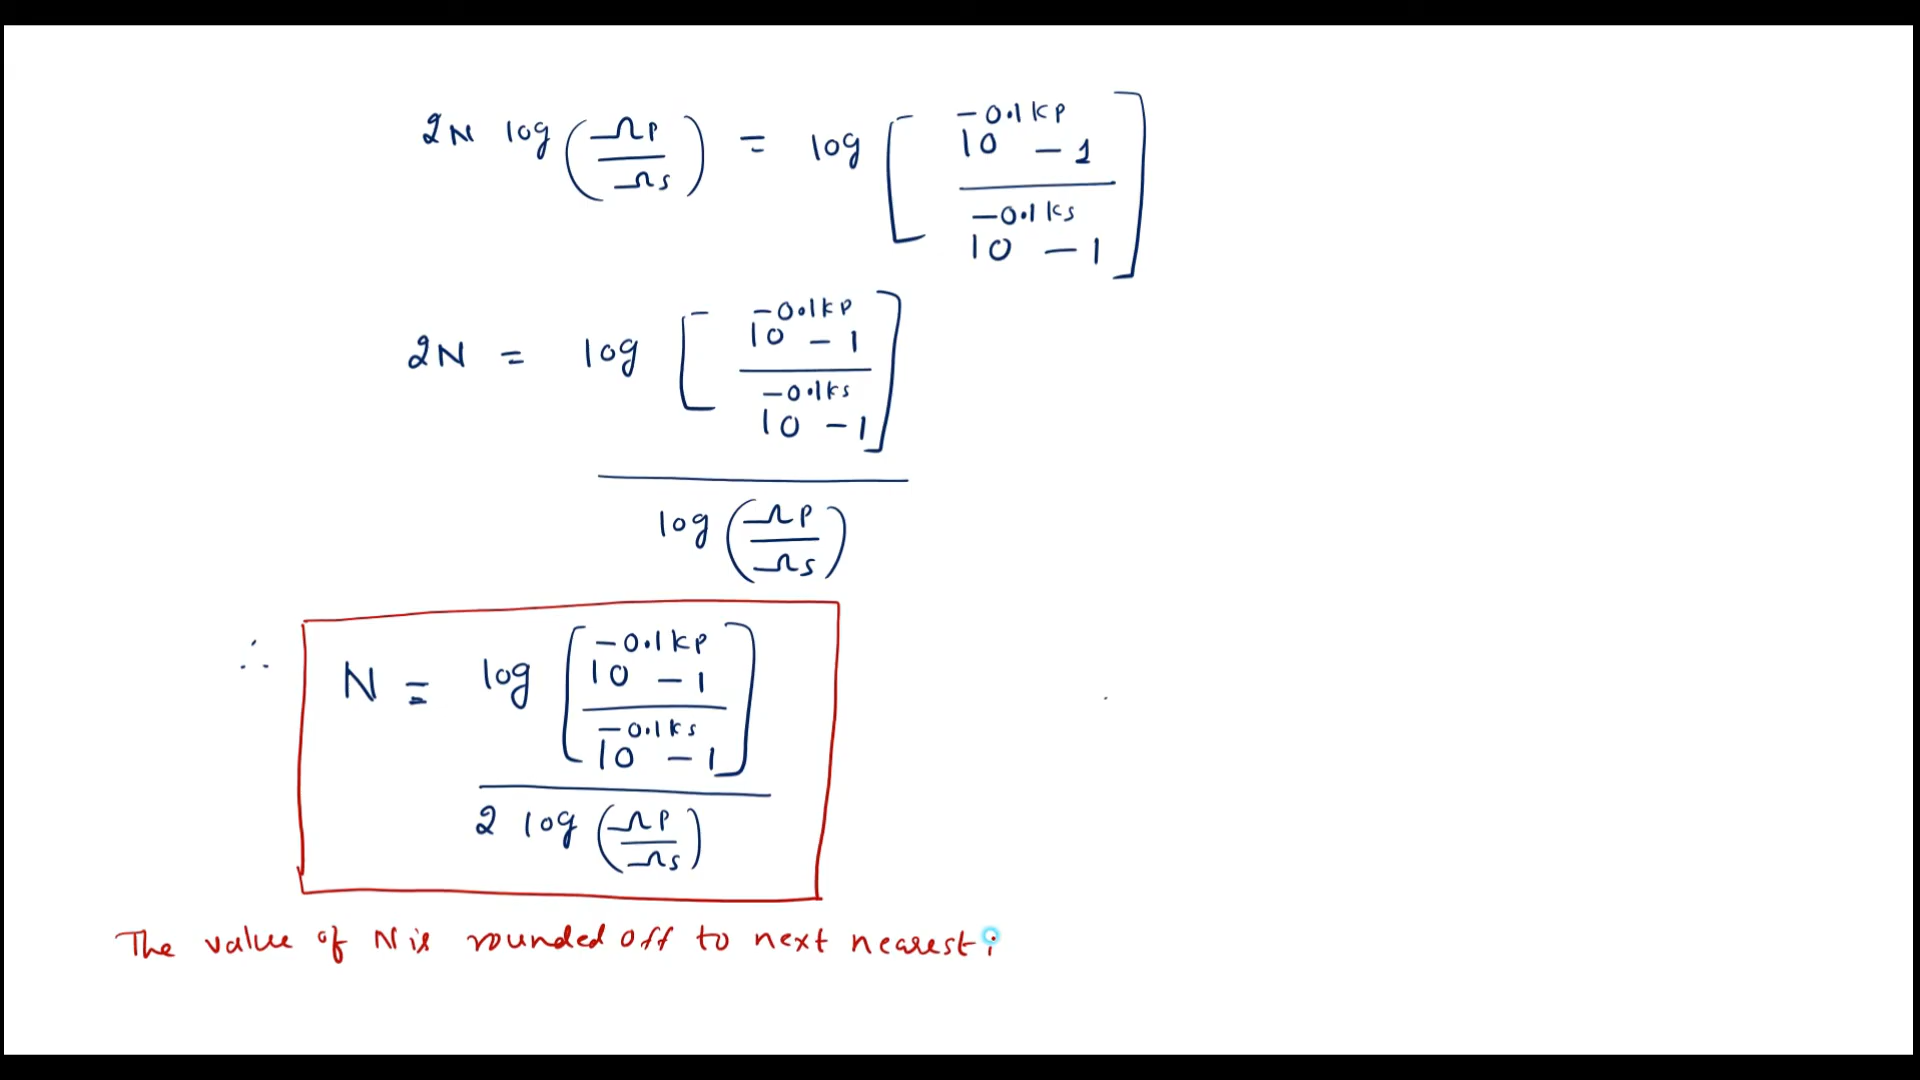 2N log (Ωp/Ωs) = log [ (10^(-0.1kp) - 1) / (10^(-0.1ks) - 1) ]
2N = log [ (10^(-0.1kp) - 1) / (10^(-0.1ks) - 1) ] / log (Ωp/Ωs)
∴ N = log [ (10^(-0.1kp) - 1) / (10^(-0.1ks) - 1) ] / 2 log (Ωp/Ωs)
The value of N is rounded off to next nearest i